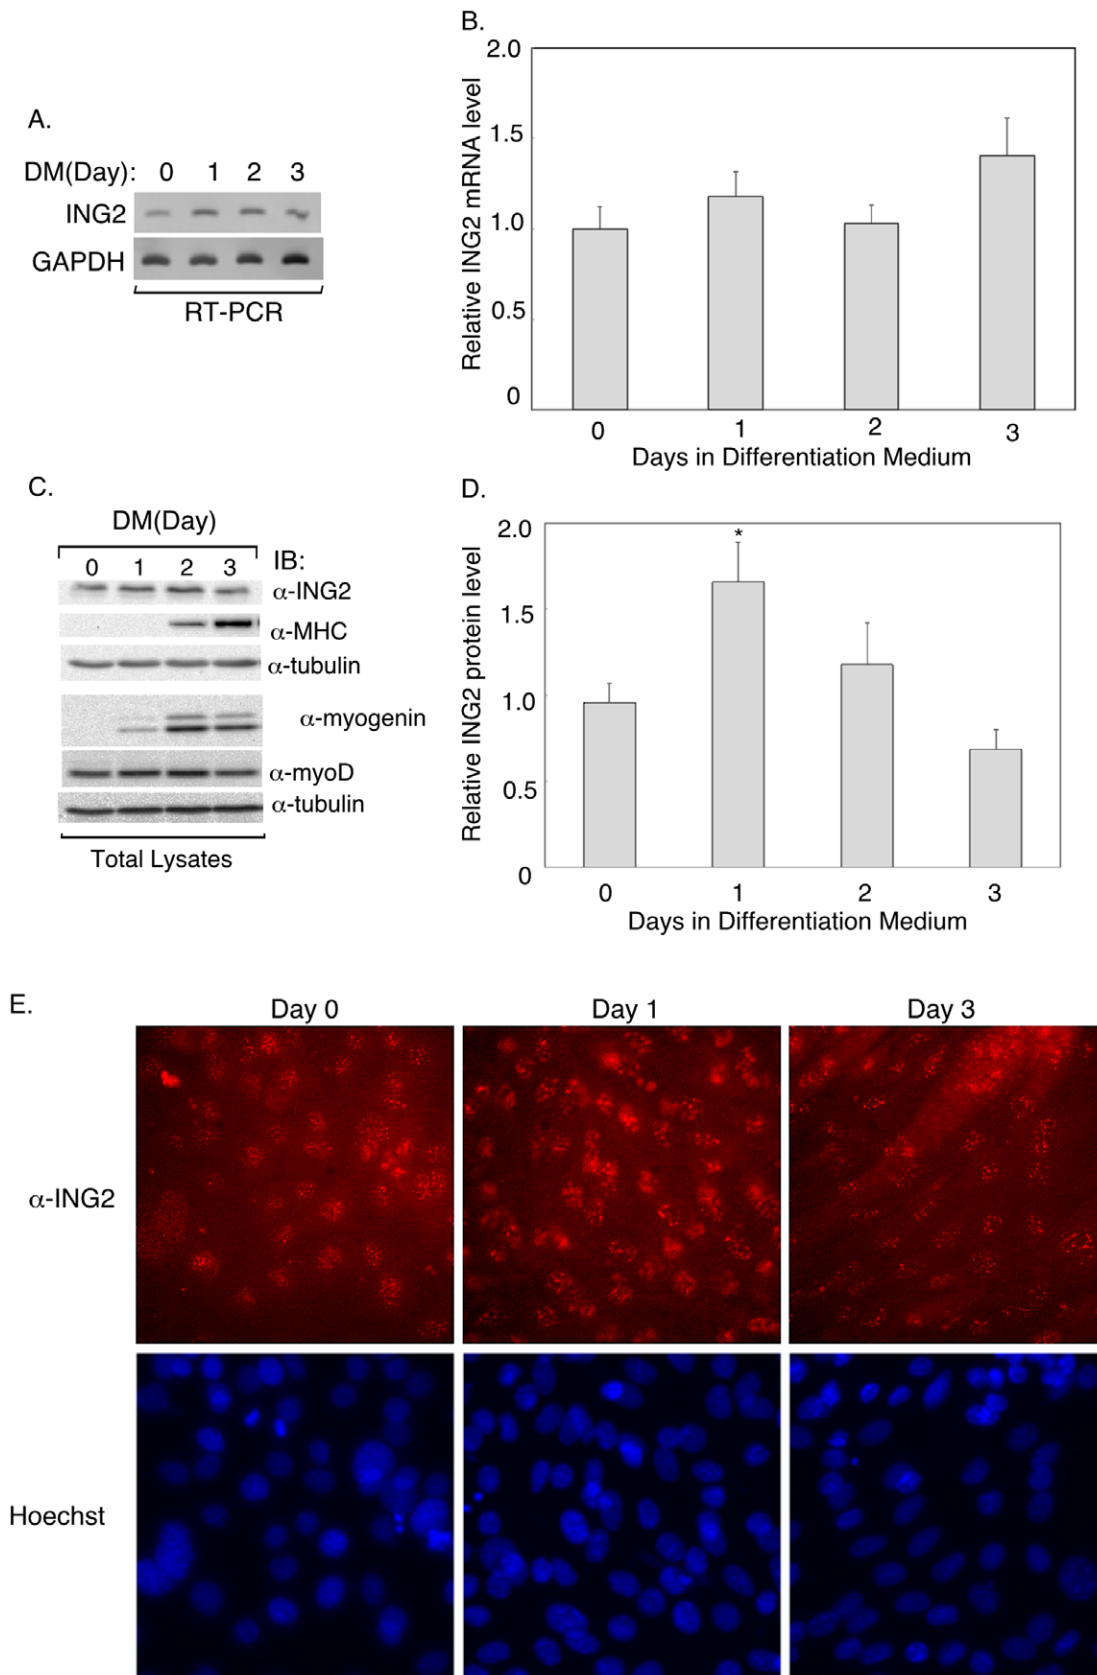 A.
DM(Day): 0 1 2 3
ING2
GAPDH
RT-PCR
B.
Relative ING2 mRNA level
2.0
1.5
1.0
0.5
0
0 1 2 3
Days in Differentiation Medium
C.
DM(Day)
0 1 2 3 IB:
α-ING2
α-MHC
α-tubulin
α-myogenin
α-myoD
α-tubulin
Total Lysates
D.
Relative ING2 protein level
2.0
1.5
1.0
0.5
0
*
0 1 2 3
Days in Differentiation Medium
E.
Day 0 Day 1 Day 3
α-ING2
Hoechst